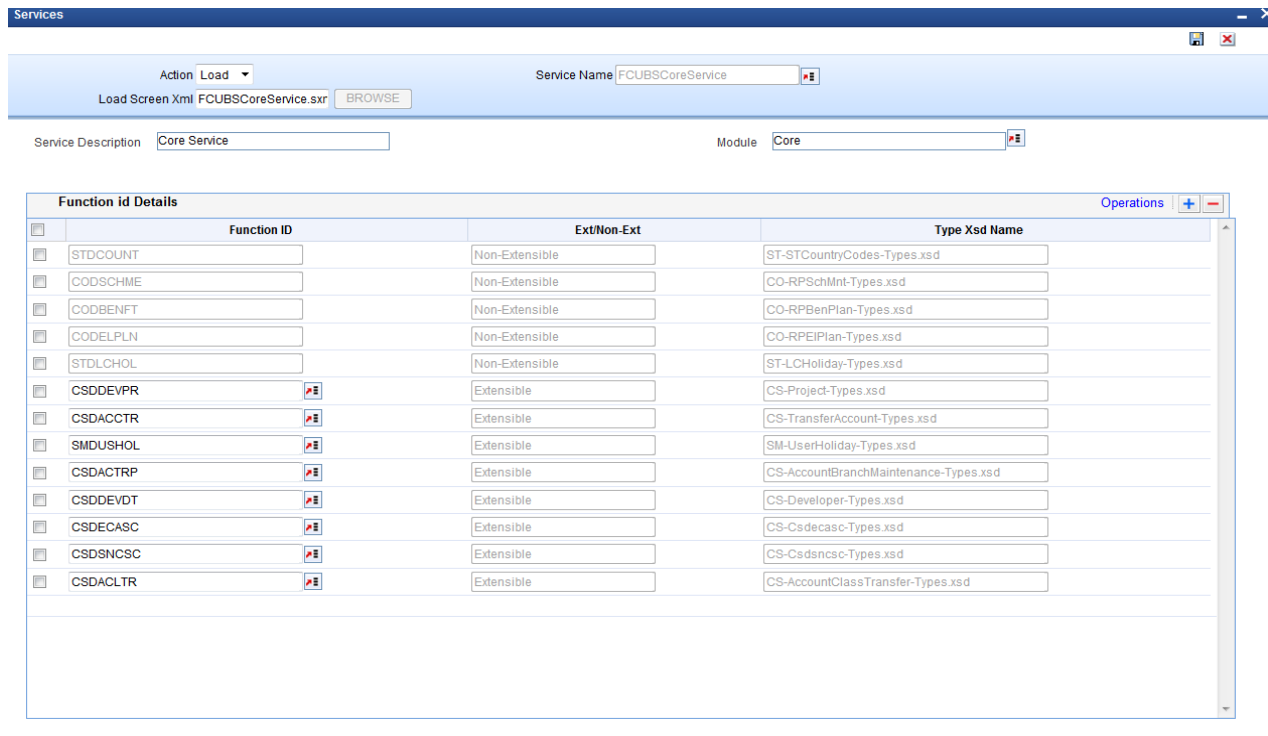 Services
Action Load Service Name FCUBSCoreService
Load Screen Xml FCUBSCoreService.sxr BROWSE
Service Description Core Service Module Core
Function id Details Operations
Function ID Ext/Non-Ext Type Xsd Name
STDCOUNT Non-Extensible ST-STCountryCodes-Types.xsd
CODSCHME Non-Extensible CO-RPSchMnt-Types.xsd
CODBENFT Non-Extensible CO-RPBenPlan-Types.xsd
CODELPLN Non-Extensible CO-RPElPlan-Types.xsd
STDLCHOL Non-Extensible ST-LCHoliday-Types.xsd
CSDDEVPR Extensible CS-Project-Types.xsd
CSDACCTR Extensible CS-TransferAccount-Types.xsd
SMDUSHOL Extensible SM-UserHoliday-Types.xsd
CSDACTRP Extensible CS-AccountBranchMaintenance-Types.xsd
CSDDEVDT Extensible CS-Developer-Types.xsd
CSDECASC Extensible CS-Csdecasc-Types.xsd
CSDSNCSC Extensible CS-Csdsncsc-Types.xsd
CSDACLTR Extensible CS-AccountClassTransfer-Types.xsd